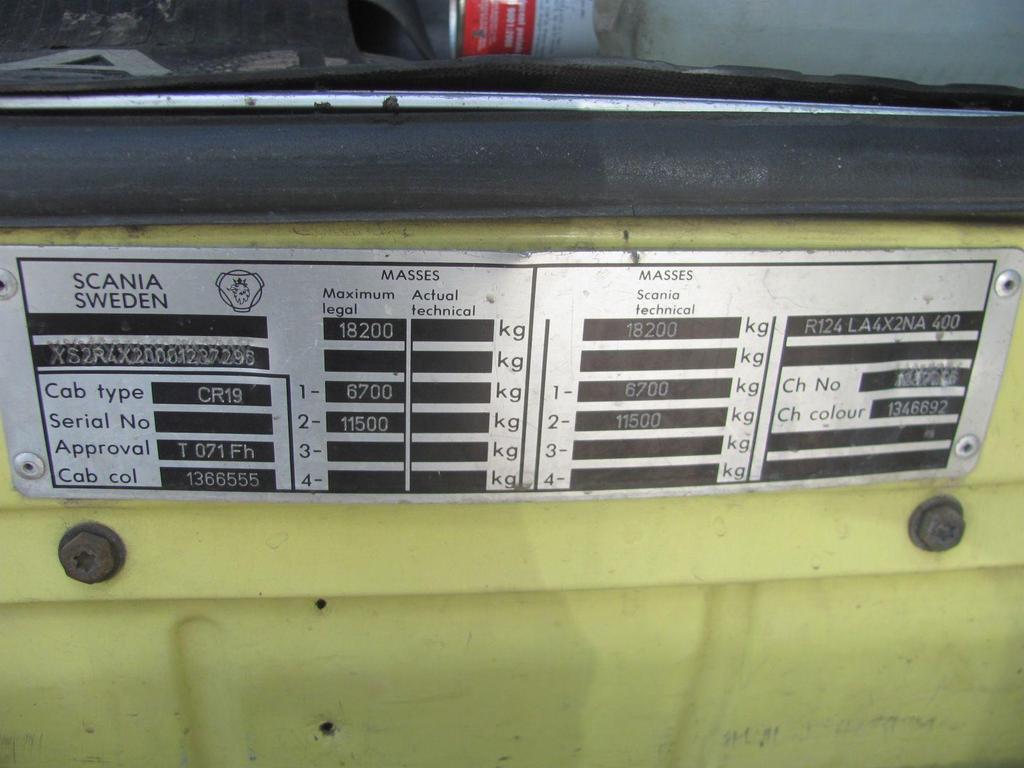 SCANIA
SWEDEN
XS2R4X20001237296
Cab type CR19
Serial No
Approval T 071 Fh
Cab col 1366555
MASSES
Maximum legal
Actual technical
18200 kg
kg
1- 6700 kg
2- 11500 kg
3- kg
4- kg
MASSES
Scania technical
18200 kg
kg
1- 6700 kg
2- 11500 kg
3- kg
4- kg
R124 LA4X2NA 400
Ch No
Ch colour 1346692